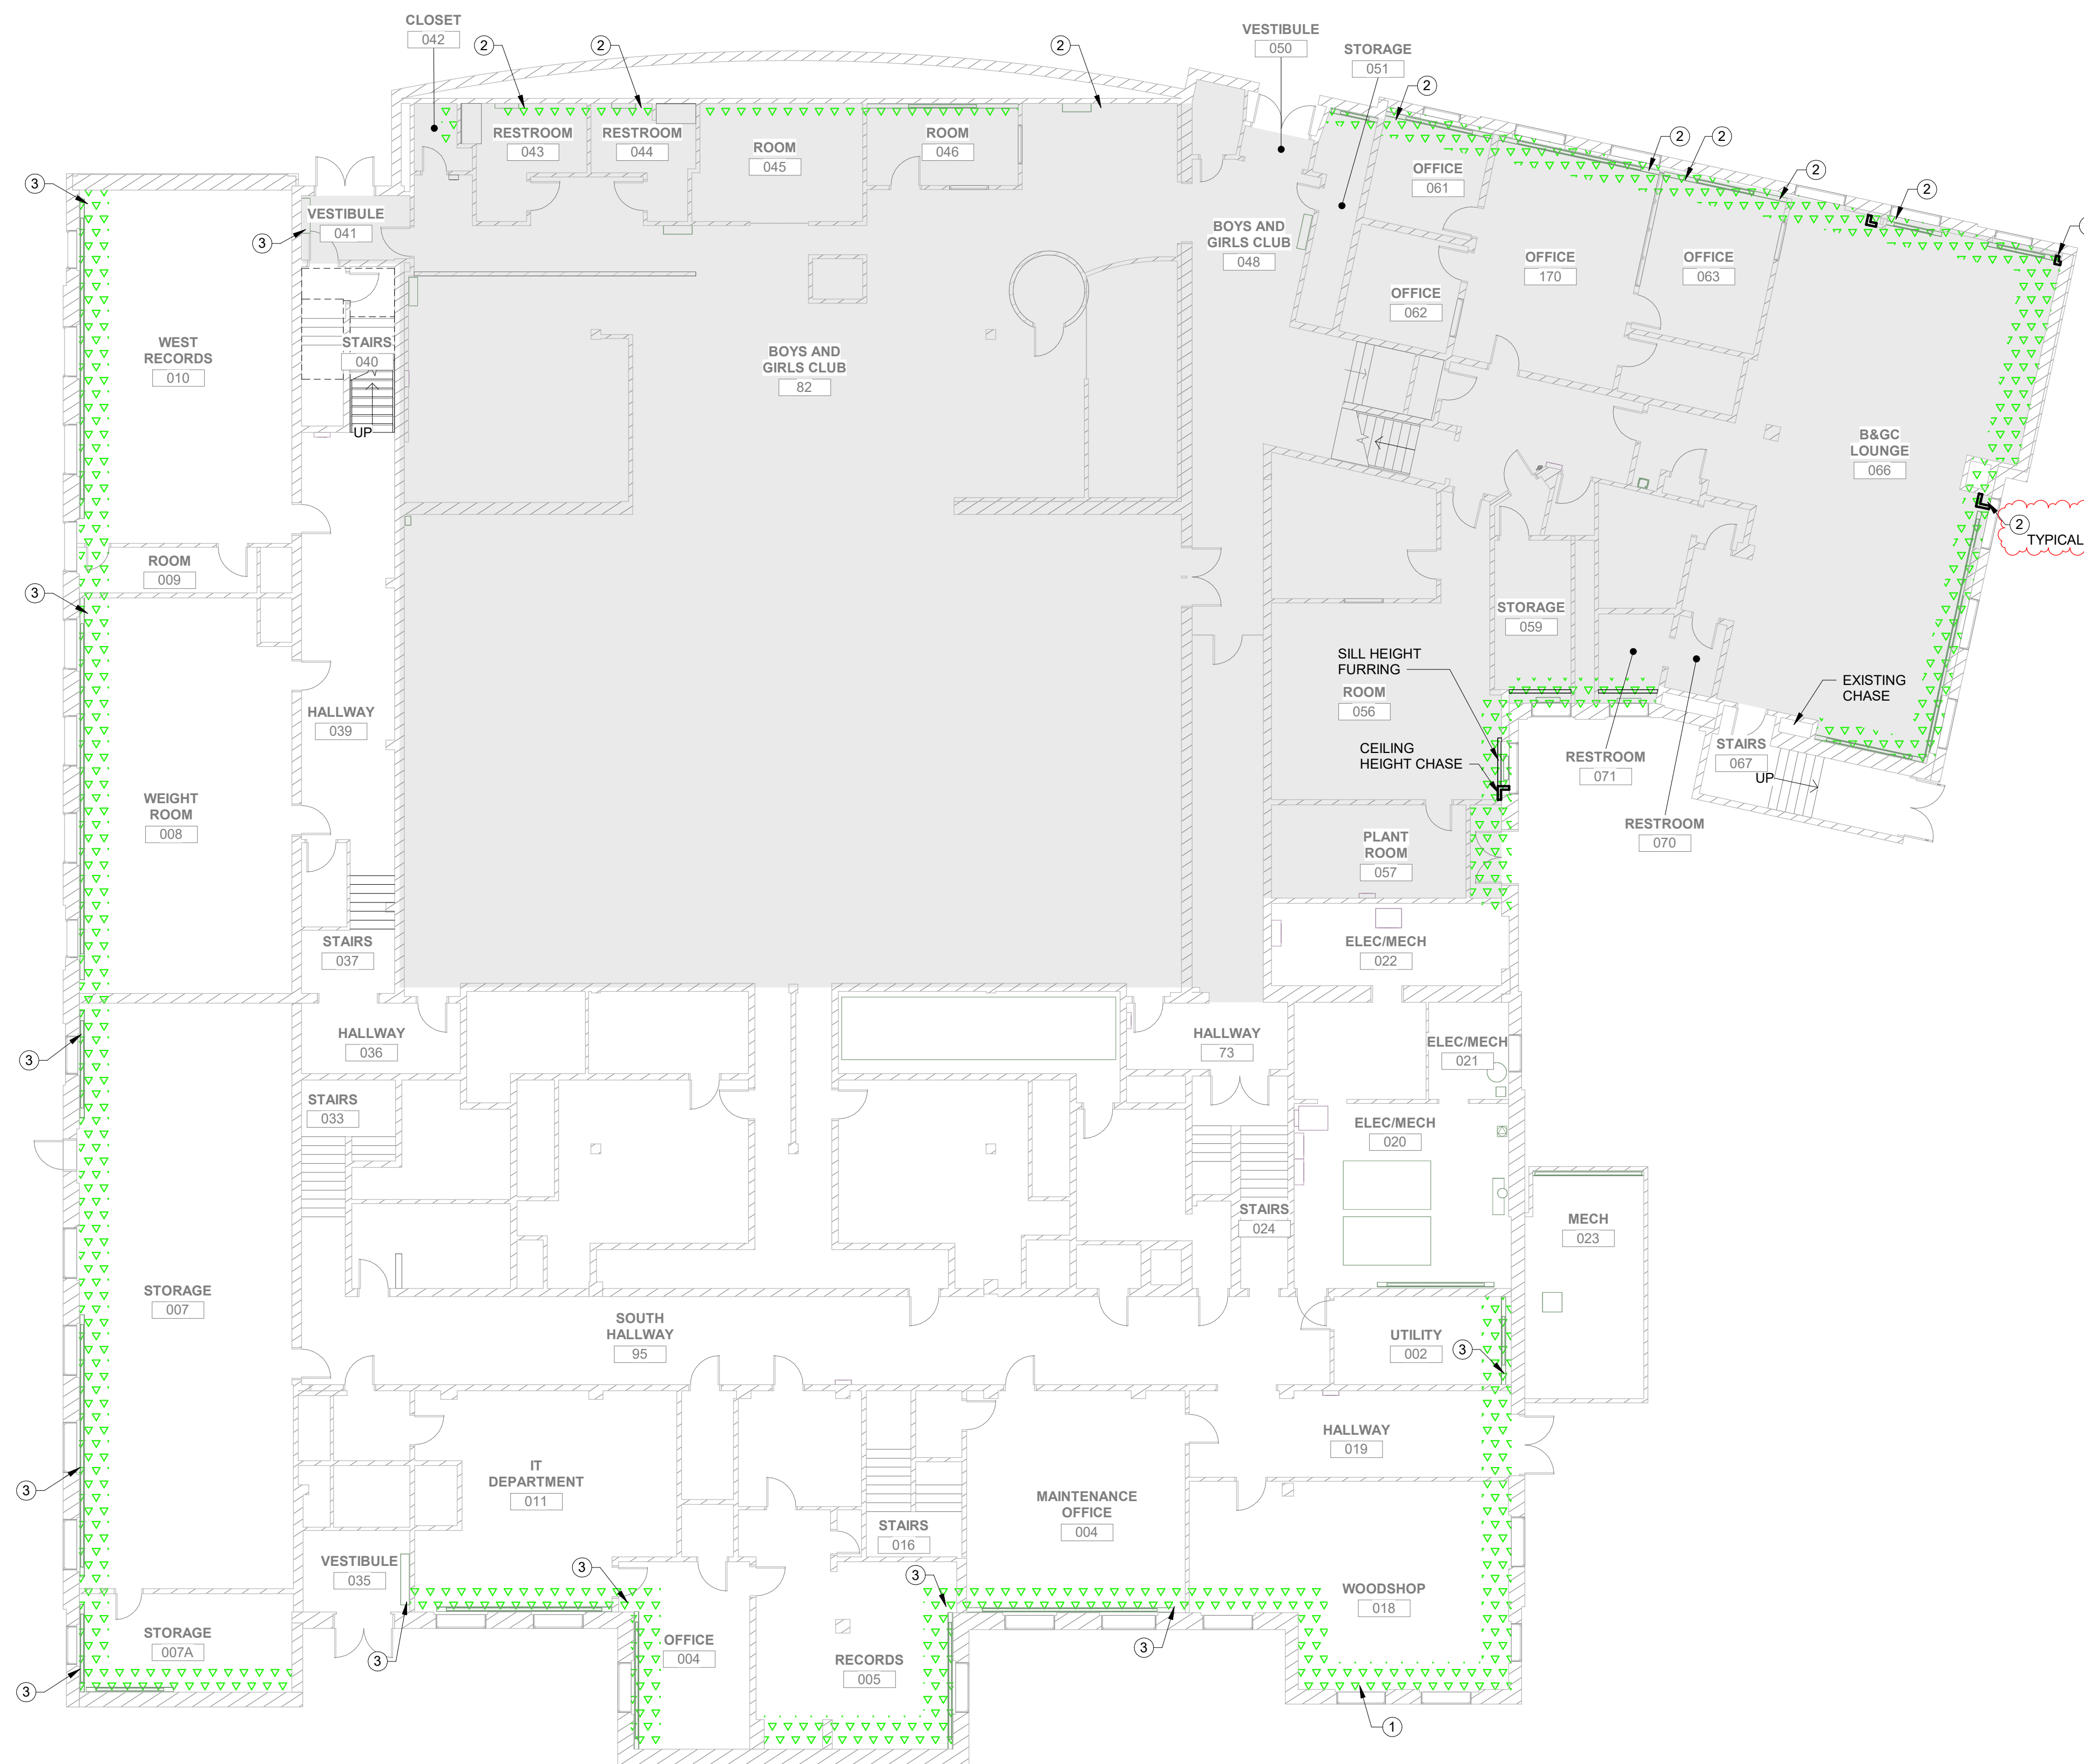 CLOSET
042
2
2
2
VESTIBULE
050
STORAGE
051
2
RESTROOM
043
RESTROOM
044
ROOM
045
ROOM
046
2
2
2
2
3
VESTIBULE
041
3
OFFICE
061
BOYS AND
GIRLS CLUB
048
OFFICE
170
OFFICE
063
OFFICE
062
WEST
RECORDS
010
STAIRS
040
UP
BOYS AND
GIRLS CLUB
82
B&GC
LOUNGE
066
2
TYPICAL
ROOM
009
3
STORAGE
059
SILL HEIGHT
FURRING
ROOM
056
EXISTING
CHASE
HALLWAY
039
CEILING
HEIGHT CHASE
RESTROOM
071
STAIRS
067
UP
WEIGHT
ROOM
008
RESTROOM
070
PLANT
ROOM
057
STAIRS
037
ELEC/MECH
022
HALLWAY
036
HALLWAY
73
ELEC/MECH
021
3
STAIRS
033
ELEC/MECH
020
STAIRS
024
MECH
023
STORAGE
007
SOUTH
HALLWAY
95
UTILITY
002
3
HALLWAY
019
IT
DEPARTMENT
011
3
MAINTENANCE
OFFICE
004
STAIRS
016
VESTIBULE
035
3
3
WOODSHOP
018
STORAGE
007A
OFFICE
004
RECORDS
005
3
3
3
1